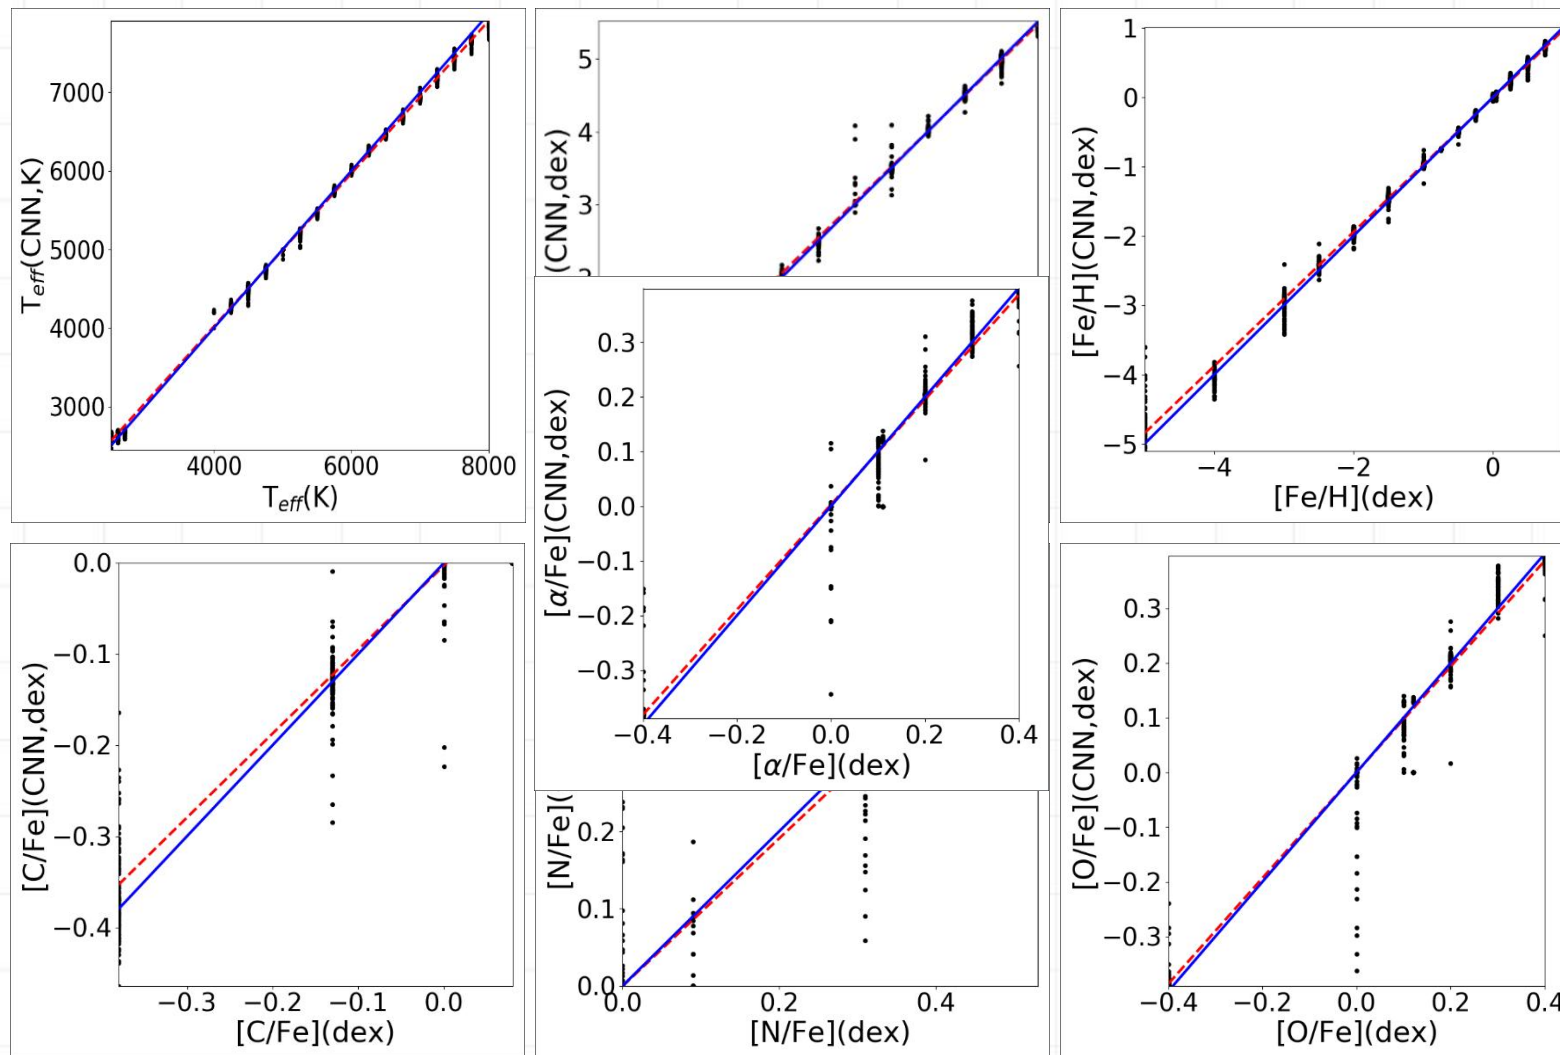 7000
6000
5000
4000
3000
4000 6000 8000
T_eff(CNN,K)
T_eff(K)
5
4
3
(CNN,dex)
1
0
−1
−2
−3
−4
−5
−4 −2 0
[Fe/H](CNN,dex)
[Fe/H](dex)
0.3
0.2
0.1
0.0
−0.1
−0.2
−0.3
−0.4 −0.2 0.0 0.2 0.4
[α/Fe](CNN,dex)
[α/Fe](dex)
0.0
−0.1
−0.2
−0.3
−0.4
−0.3 −0.2 −0.1 0.0
[C/Fe](CNN,dex)
[C/Fe](dex)
0.2
0.1
0.0
0.0 0.2 0.4
[N/Fe](
[N/Fe](dex)
0.3
0.2
0.1
0.0
−0.1
−0.2
−0.3
−0.4 −0.2 0.0 0.2 0.4
[O/Fe](CNN,dex)
[O/Fe](dex)